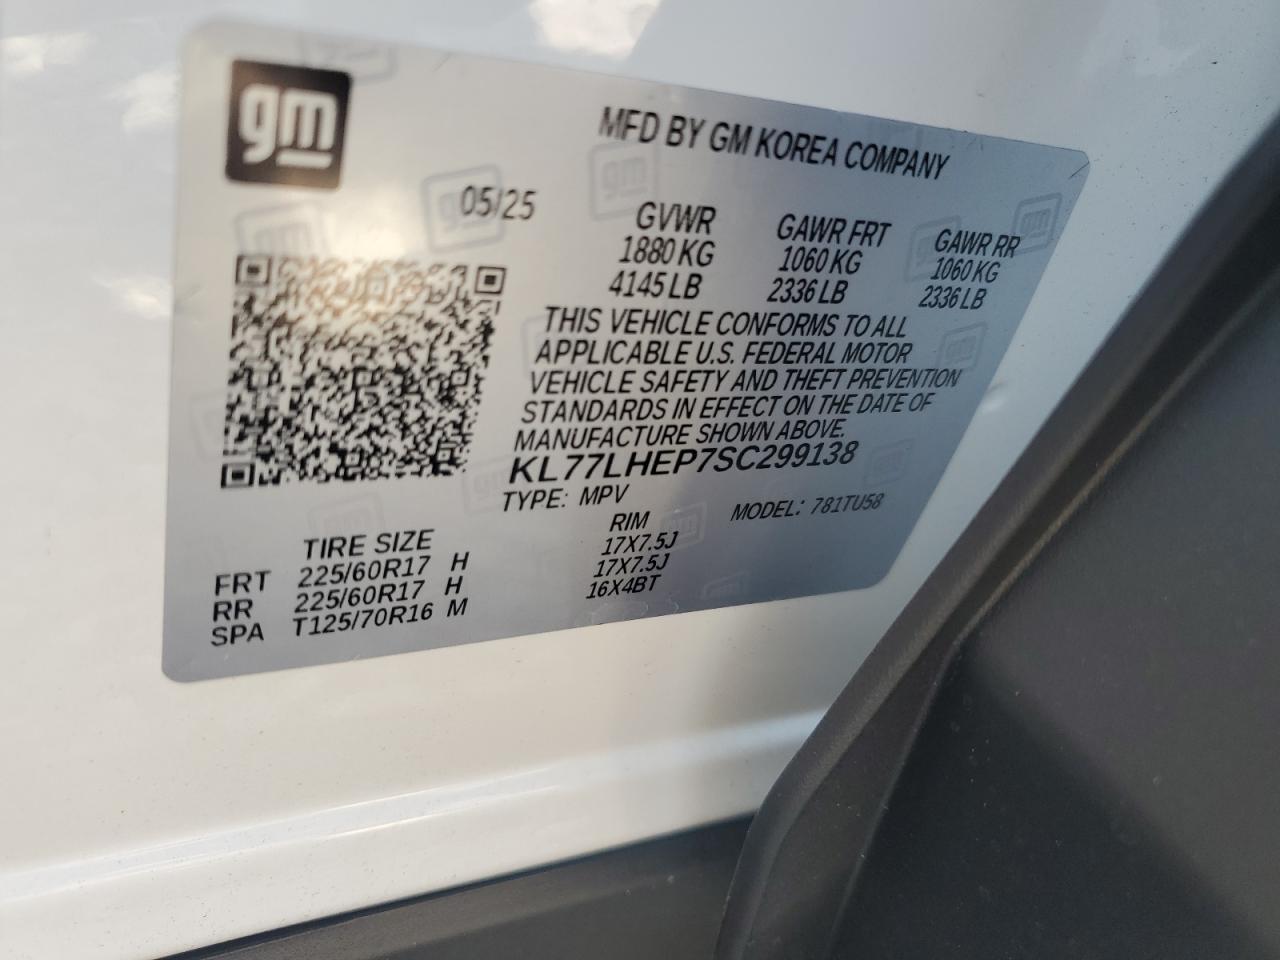 gm
MFD BY GM KOREA COMPANY
05/25
GVWR GAWR FRT GAWR RR
1880 KG 1060 KG 1060 KG
4145 LB 2336 LB 2336 LB
THIS VEHICLE CONFORMS TO ALL
APPLICABLE U.S. FEDERAL MOTOR
VEHICLE SAFETY AND THEFT PREVENTION
STANDARDS IN EFFECT ON THE DATE OF
MANUFACTURE SHOWN ABOVE.
KL77LHEP7SC299138
TYPE: MPV MODEL: 781TU58
TIRE SIZE RIM
FRT 225/60R17 H 17X7.5J
RR 225/60R17 H 17X7.5J
SPA T125/70R16 M 16X4BT